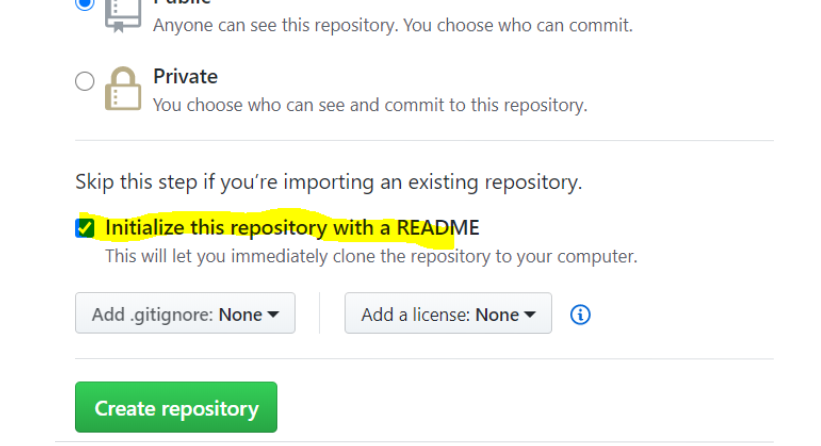 Public
Anyone can see this repository. You choose who can commit.
Private
You choose who can see and commit to this repository.
Skip this step if you're importing an existing repository.
Initialize this repository with a README
This will let you immediately clone the repository to your computer.
Add .gitignore: None
Add a license: None
Create repository